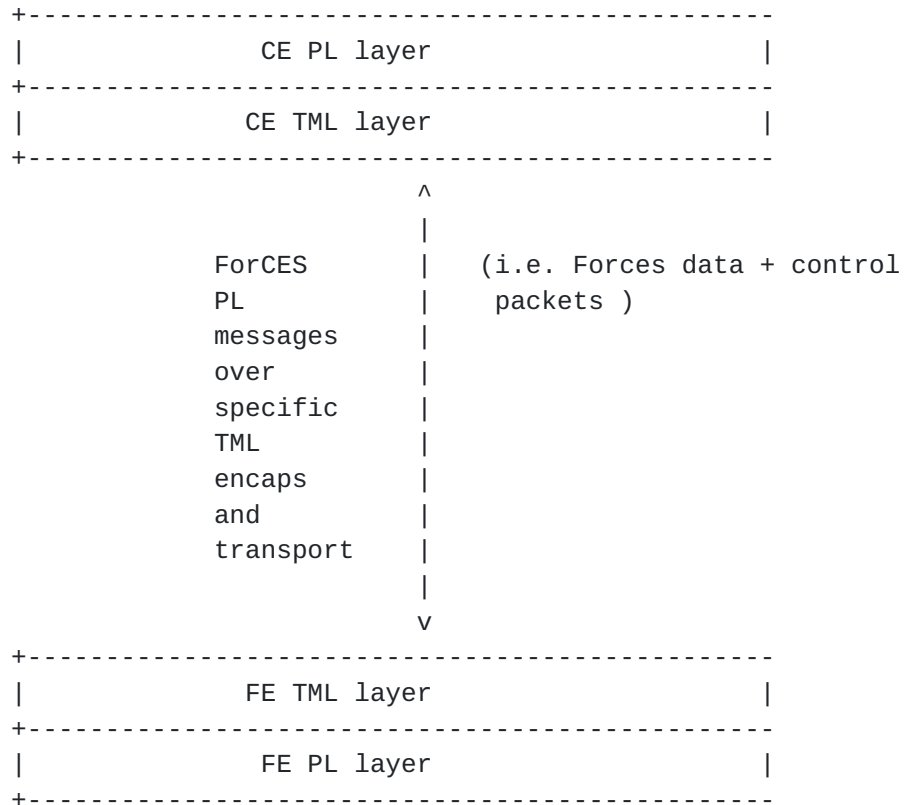 CE PL layer
CE TML layer
ForCES (i.e. Forces data + control
PL packets )
messages
over
specific
TML
encaps
and
transport
FE TML layer
FE PL layer